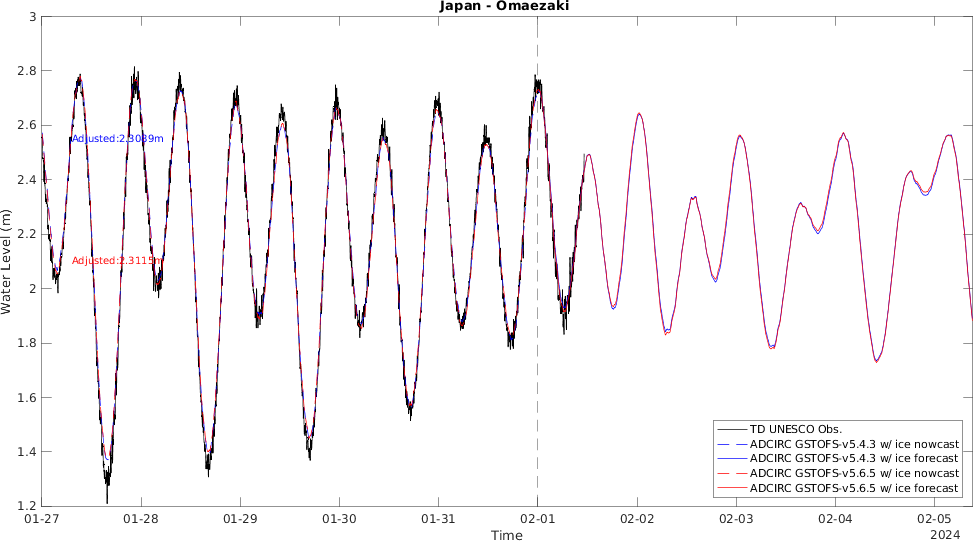 Japan - Omaezaki
3
2.8
2.6
2.4
2.2
2
1.8
1.6
1.4
1.2
Water Level (m)
Adjusted:2.3089m
Adjusted:2.3115m
TD UNESCO Obs.
ADCIRC GSTOFS-v5.4.3 w/ ice nowcast
ADCIRC GSTOFS-v5.4.3 w/ ice forecast
ADCIRC GSTOFS-v5.6.5 w/ ice nowcast
ADCIRC GSTOFS-v5.6.5 w/ ice forecast
01-27 01-28 01-29 01-30 01-31 02-01 02-02 02-03 02-04 02-05
Time 2024